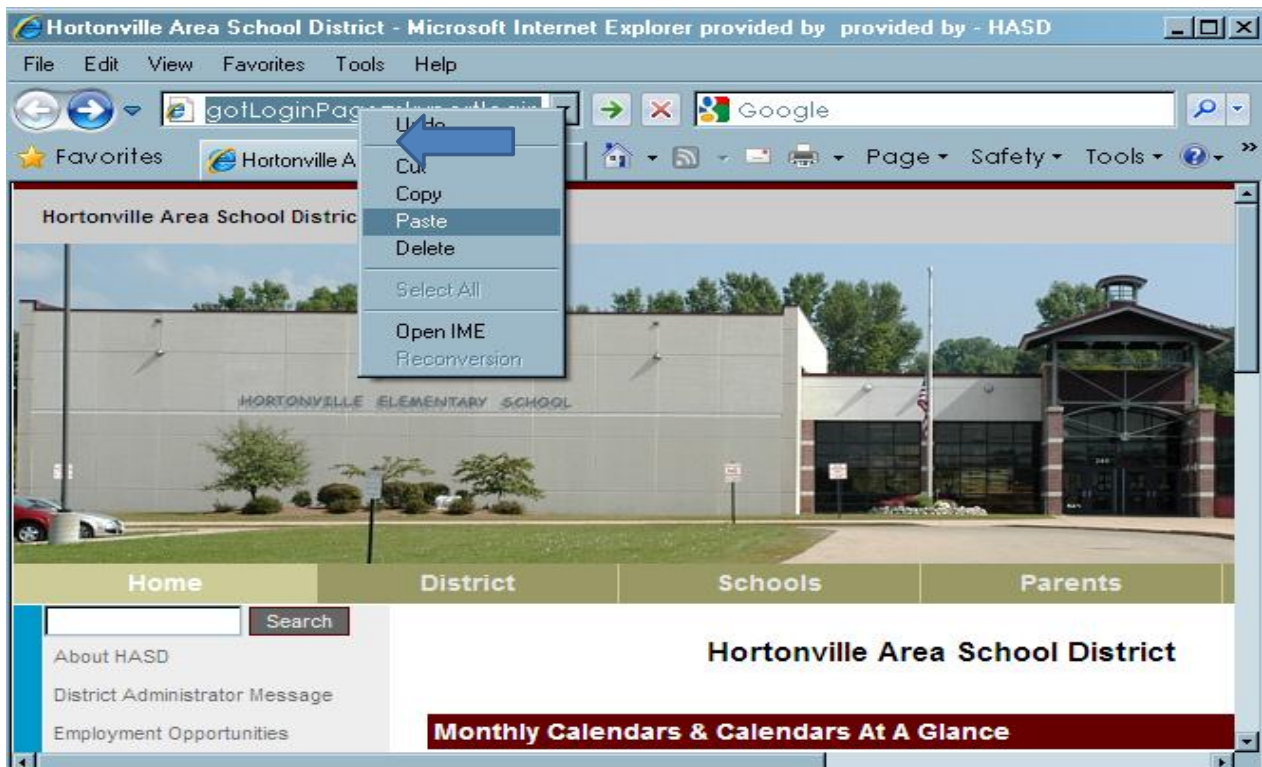 Hortonville Area School District - Microsoft Internet Explorer provided by provided by - HASD
File Edit View Favorites Tools Help
gotLoginPage Google
Favorites Hortonville A Page Safety Tools
Hortonville Area School Distric
Undo
Cut
Copy
Paste
Delete
Select All
Open IME
Reconversion
HORTONVILLE ELEMENTARY SCHOOL
Home District Schools Parents
Search
About HASD
District Administrator Message
Employment Opportunities
Hortonville Area School District
Monthly Calendars & Calendars At A Glance